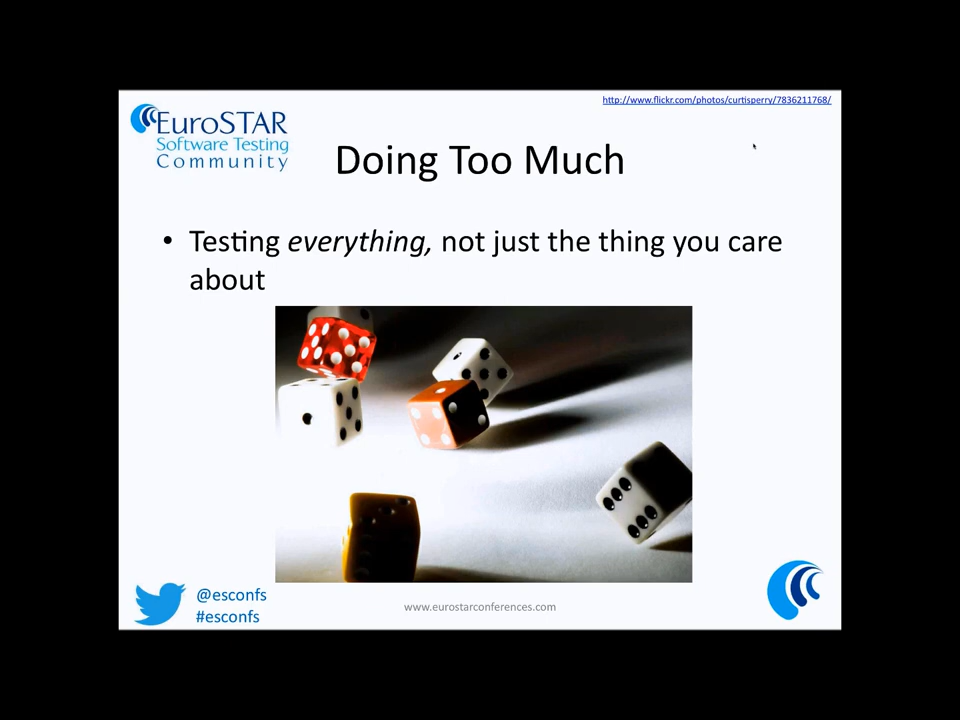 http://www.flickr.com/photos/curtisperry/7836211768/
EuroSTAR
Software Testing
Community
Doing Too Much
• Testing everything, not just the thing you care
about
@esconfs
#esconfs
www.eurostarconferences.com